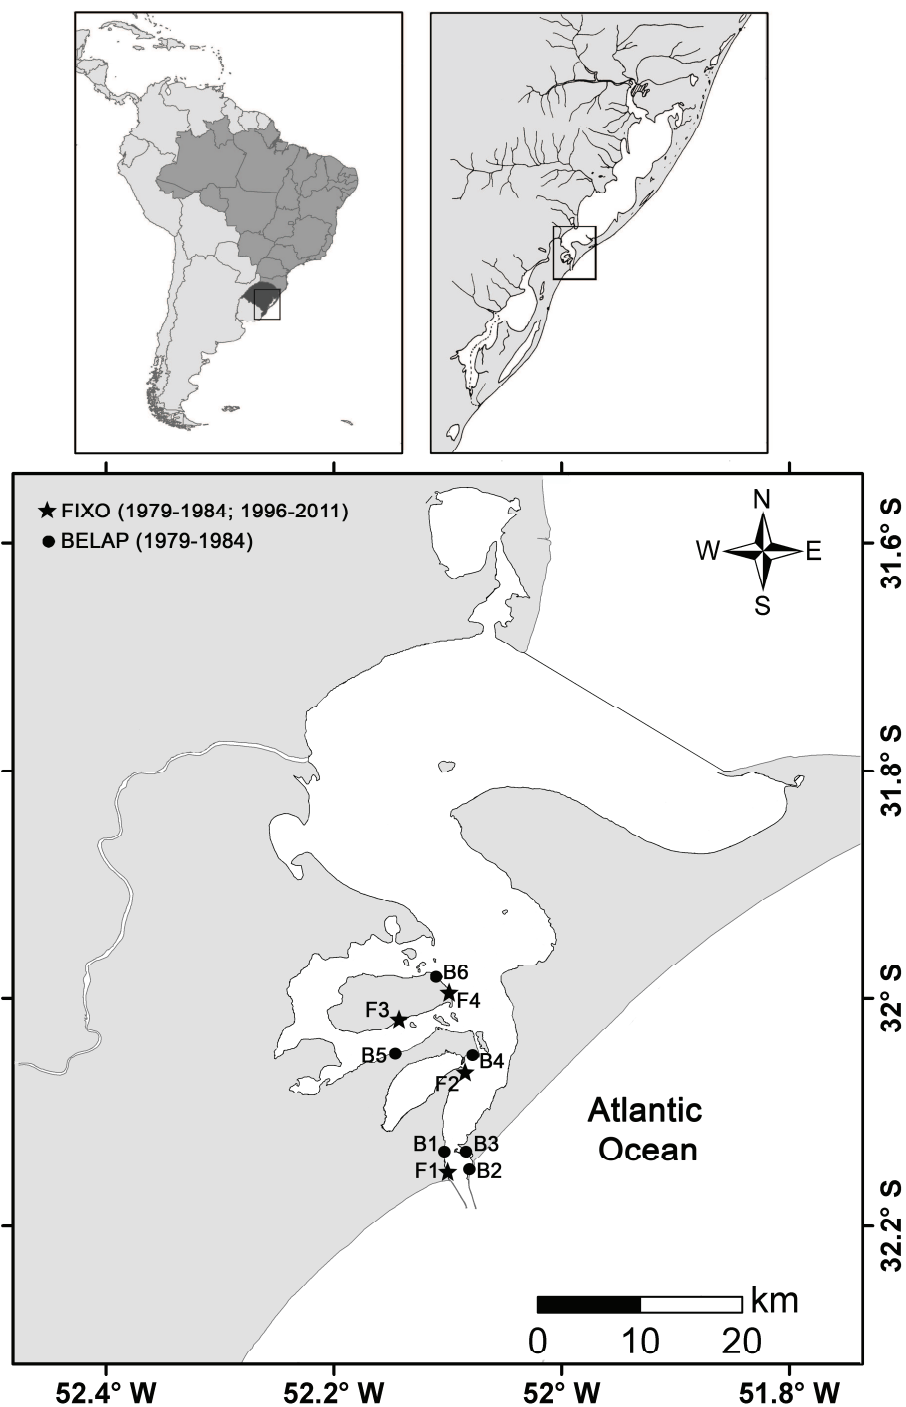 FIXO (1979-1984; 1996-2011)
BELAP (1979-1984)
N
W E
S
31.6° S
31.8° S
B6
F4
F3
32° S
B5
B4
F2
Atlantic
Ocean
B1 B3
F1 B2
32.2° S
km
0 10 20
52.4° W 52.2° W 52° W 51.8° W